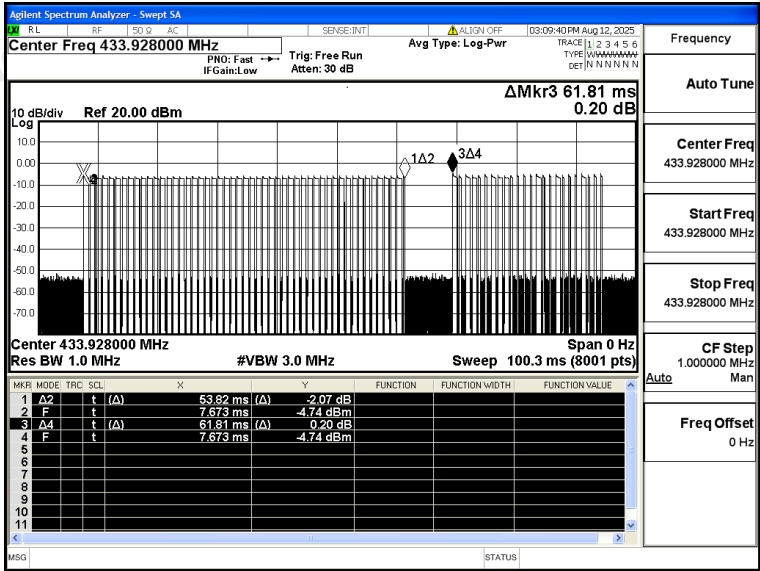 Agilent Spectrum Analyzer - Swept SA
LXI RL RF 50 Ω AC SENSE:INT ALIGN OFF 03:09:40 PM Aug 12, 2025
Center Freq 433.928000 MHz
PNO: Fast
IFGain:Low
Trig: Free Run
Atten: 30 dB
Avg Type: Log-Pwr
TRACE 1 2 3 4 5 6
TYPE WWWWWW
DET N N N N N N
ΔMkr3 61.81 ms
0.20 dB
10 dB/div Ref 20.00 dBm
Log
10.0
0.00
-10.0
-20.0
-30.0
-40.0
-50.0
-60.0
-70.0
1Δ2
3Δ4
Center 433.928000 MHz Span 0 Hz
Res BW 1.0 MHz #VBW 3.0 MHz Sweep 100.3 ms (8001 pts)
MKR MODE TRC SCL X Y FUNCTION FUNCTION WIDTH FUNCTION VALUE
1 Δ2 t (Δ) 53.82 ms (Δ) -2.07 dB
2 F t 7.673 ms -4.74 dBm
3 Δ4 t (Δ) 61.81 ms (Δ) 0.20 dB
4 F t 7.673 ms -4.74 dBm
5
6
7
8
9
10
11
MSG STATUS
Frequency
Auto Tune
Center Freq
433.928000 MHz
Start Freq
433.928000 MHz
Stop Freq
433.928000 MHz
CF Step
1.000000 MHz
Auto Man
Freq Offset
0 Hz